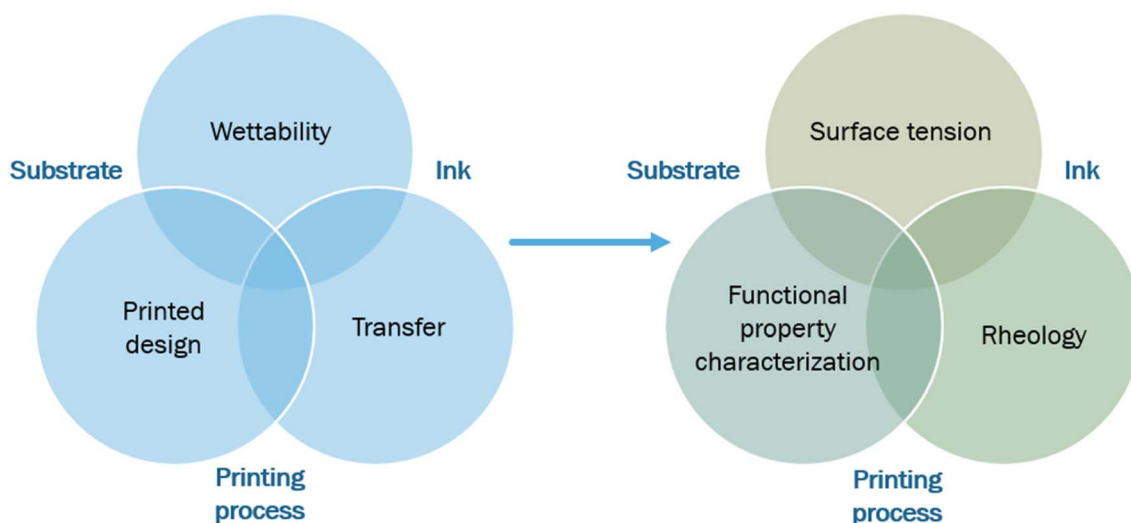 Wettability
Substrate
Ink
Printed
design
Transfer
Printing
process
Surface tension
Substrate
Ink
Functional
property
characterization
Rheology
Printing
process